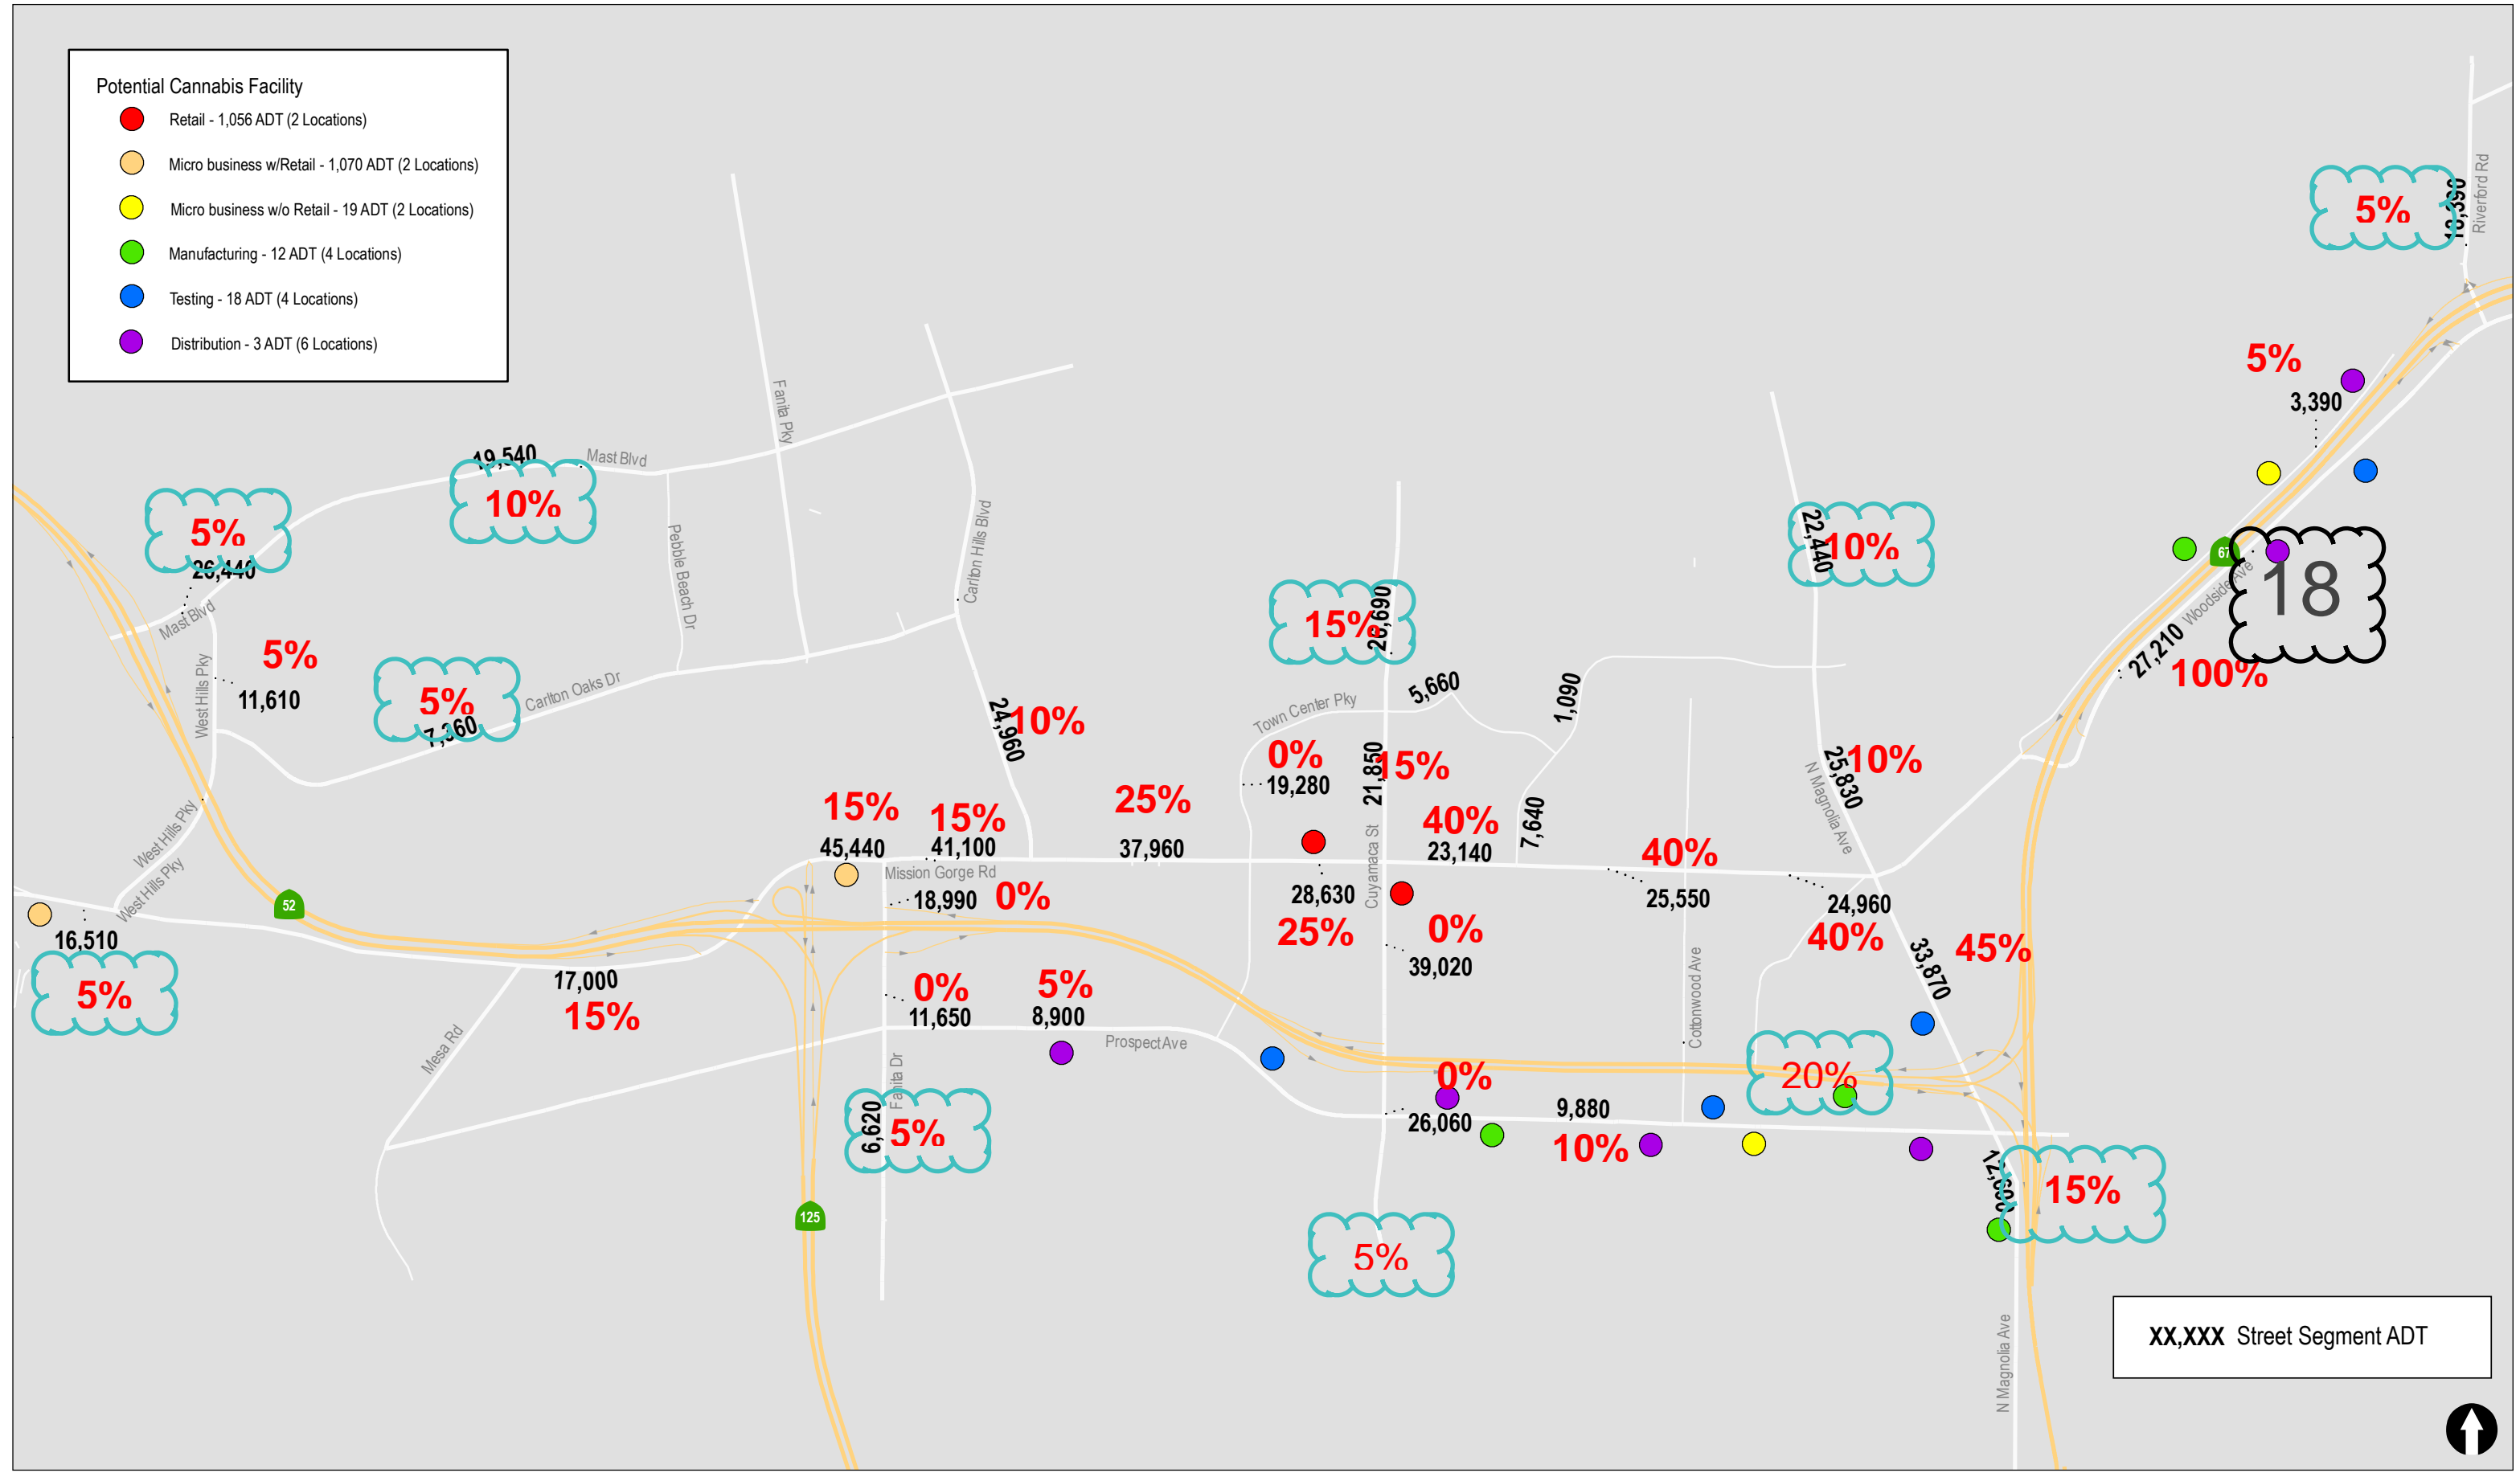 Potential Cannabis Facility
Retail - 1,056 ADT (2 Locations)
Micro business w/Retail - 1,070 ADT (2 Locations)
Micro business w/o Retail - 19 ADT (2 Locations)
Manufacturing - 12 ADT (4 Locations)
Testing - 18 ADT (4 Locations)
Distribution - 3 ADT (6 Locations)
5%
Riverford Rd
5%
3,390
Fanita Pky
19,540
Mast Blvd
10%
5%
26,440
Mast Blvd
Pebble Beach Dr
Carlton Hills Blvd
22,440
10%
67
18
Woodside Ave
27,210
100%
15%
5%
West Hills Pky
11,610
5%
7,360
Carlton Oaks Dr
24,960
10%
Town Center Pky
5,660
1,090
0%
19,280
21,850
15%
25,830
10%
N Magnolia Ave
15%
45,440
15%
41,100
25%
37,960
40%
23,140
7,640
40%
25,550
24,960
40%
West Hills Pky
West Hills Pky
Mission Gorge Rd
18,990
0%
28,630
25%
Cuyamaca St
0%
39,020
52
16,510
5%
17,000
15%
33,870
45%
Cottonwood Ave
0%
11,650
5%
8,900
Prospect Ave
Mesa Rd
Fanita Dr
6,620
5%
0%
26,060
9,880
10%
20%
15%
125
5%
N Magnolia Ave
XX,XXX Street Segment ADT